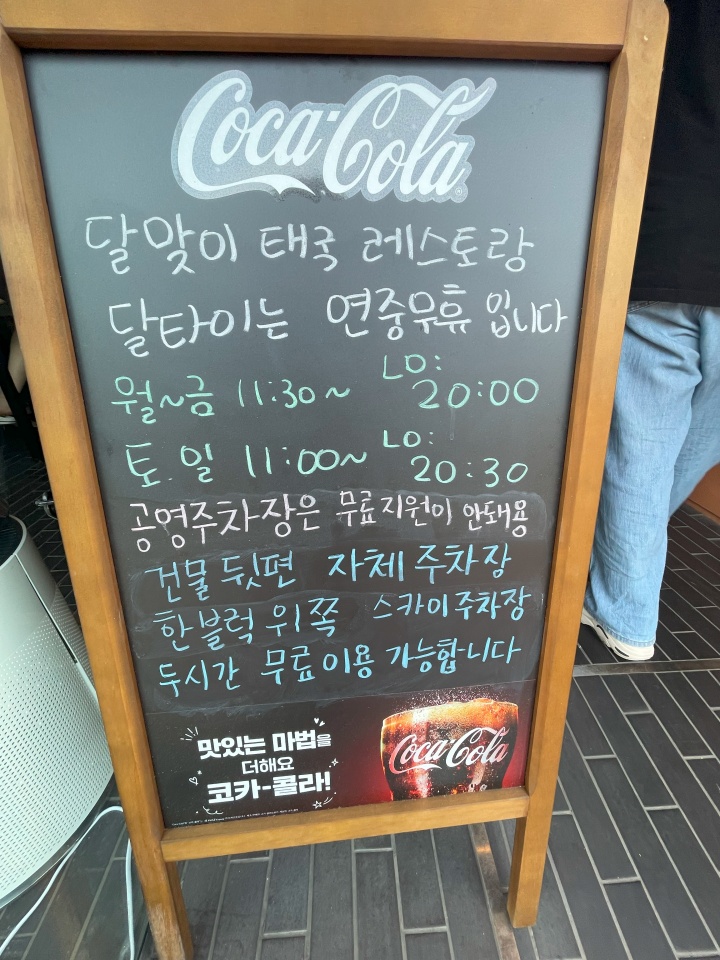 Coca-Cola
달맞이 태국 레스토랑
달타이는 연중무휴 입니다
월~금 11:30~ LO: 20:00
토.일 11:00~ LO: 20:30
공영주차장은 무료지원이 안돼용
건물 뒷편 자체 주차장
한블럭 위쪽 스카이주차장
두시간 무료이용 가능합니다
맛있는 마법을
더해요
코카-콜라!
Coca-Cola